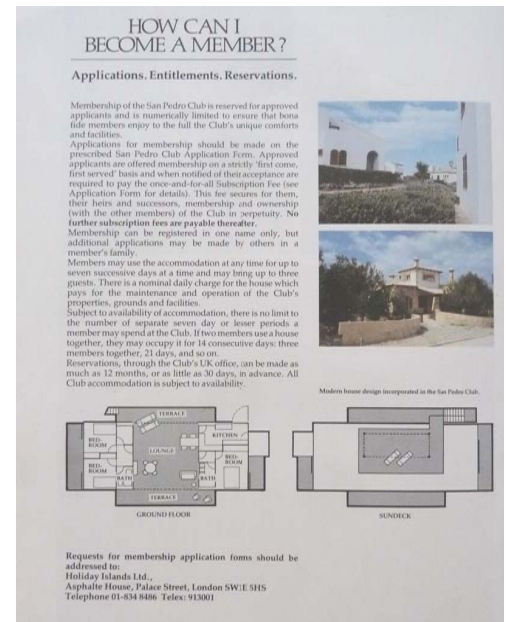 HOW CAN I
BECOME A MEMBER?
Applications. Entitlements. Reservations.
Membership of the San Pedro Club is reserved for approved
applicants and is numerically limited to ensure that bona
fide members enjoy to the full the Club's unique comforts
and facilities.
Applications for membership should be made on the
prescribed San Pedro Club Application Form. Approved
applicants are offered membership on a strictly 'first come,
first served' basis and when notified of their acceptance are
required to pay the once-and-for-all Subscription Fee (see
Application Form for details). This fee secures for them,
their heirs and successors, membership and ownership
(with the other members) of the Club in perpetuity. No
further subscription fees are payable thereafter.
Membership can be registered in one name only, but
additional applications may be made by others in a
member's family.
Members may use the accommodation at any time for up to
seven successive days at a time and may bring up to three
guests. There is a nominal daily charge for the house which
pays for the maintenance and operation of the Club's
properties, grounds and facilities.
Subject to availability of accommodation, there is no limit to
the number of separate seven day or lesser periods a
member may spend at the Club. If two members use a house
together, they may occupy it for 14 consecutive days: three
members together, 21 days, and so on.
Reservations, through the Club's UK office, can be made as
much as 12 months, or as little as 30 days, in advance. All
Club accommodation is subject to availability.
Modern house design incorporated in the San Pedro Club.
TERRACE
KITCHEN
BED-
ROOM
LOUNGE
BED-
ROOM
BED-
ROOM
BATH
BATH
TERRACE
GROUND FLOOR
SUNDECK
Requests for membership application forms should be
addressed to:
Holiday Islands Ltd.,
Asphalte House, Palace Street, London SW1E 5HS
Telephone 01-834 8486 Telex: 913001